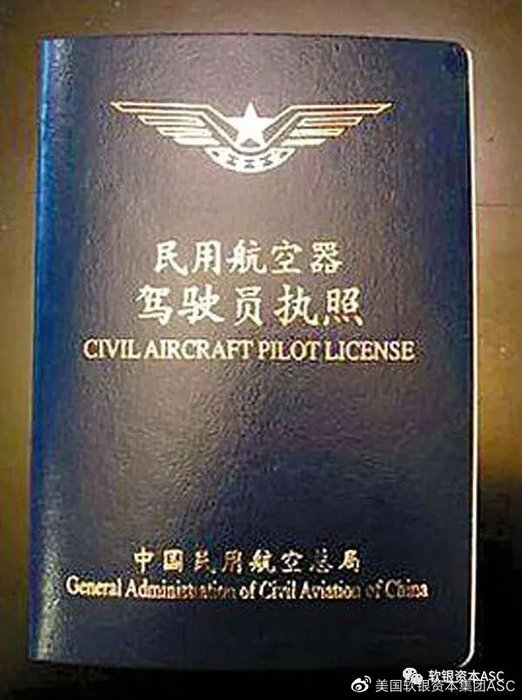 民用航空器
驾驶员执照
CIVIL AIRCRAFT PILOT LICENSE
中国民用航空总局
General Administration of Civil Aviation of China
软银资本ASC
美国软银资本集团ASC